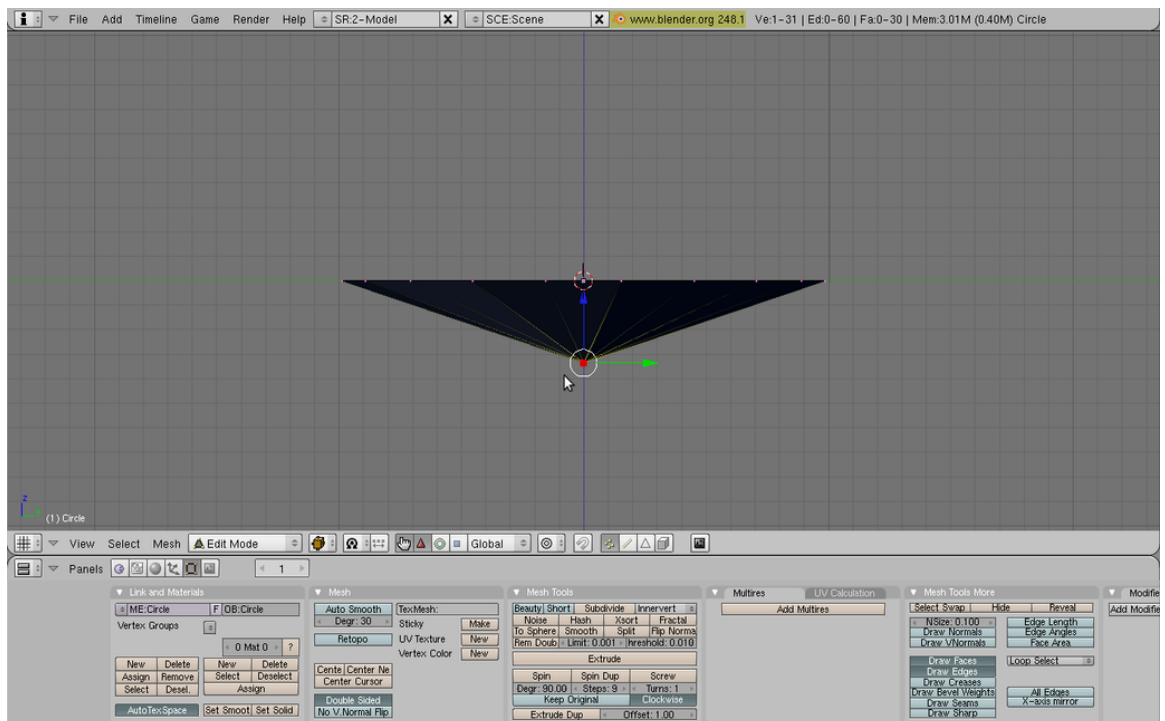 File Add Timeline Game Render Help SR:2-Model X SCE:Scene X www.blender.org 248.1 Ve:1-31 | Ed:0-60 | Fa:0-30 | Mem:3.01M (0.40M) Circle
z
y
(1) Circle
View Select Mesh Edit Mode Global
Panels 1
Link and Materials
ME:Circle F OB:Circle
Vertex Groups
0 Mat 0 ?
New Delete New Delete
Assign Remove Select Deselect
Select Desel. Assign
AutoTexSpace Set Smoot Set Solid
Mesh
Auto Smooth TexMesh:
Degr: 30 Sticky Make
Retopo UV Texture New
Vertex Color New
Cente Center Ne
Center Cursor
Double Sided
No V.Normal Flip
Mesh Tools
Beauty Short Subdivide Innervert
Noise Hash Xsort Fractal
To Sphere Smooth Split Flip Norma
Rem Doub Limit: 0.001 hreshold: 0.010
Extrude
Spin Spin Dup Screw
Degr: 90.00 Steps: 9 Turns: 1
Keep Original Clockwise
Extrude Dup Offset: 1.00
Multires UV Calculation
Add Multires
Mesh Tools More
Select Swap Hide Reveal
NSize: 0.100 Edge Length
Draw Normals Edge Angles
Draw VNormals Face Area
Draw Faces Loop Select
Draw Edges
Draw Creases
Draw Bevel Weights All Edges
Draw Seams X-axis mirror
Draw Sharp
Modifie
Add Modifie